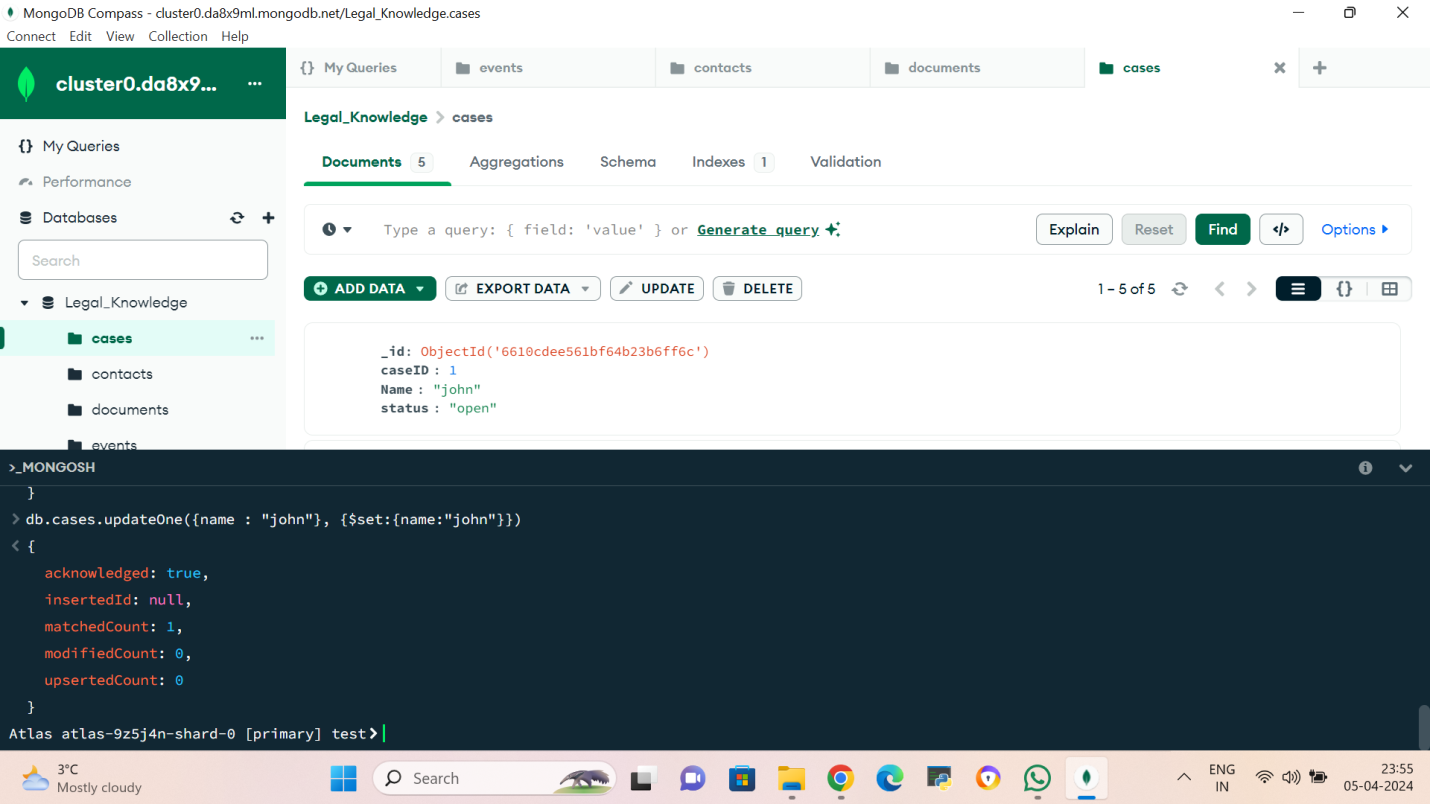 MongoDB Compass - cluster0.da8x9ml.mongodb.net/Legal_Knowledge.cases
Connect Edit View Collection Help
cluster0.da8x9... ...
{} My Queries
events
contacts
documents
cases
Legal_Knowledge > cases
{} My Queries
Performance
Databases
Search
Legal_Knowledge
cases ...
contacts
documents
events
Documents 5 Aggregations Schema Indexes 1 Validation
Type a query: { field: 'value' } or Generate query
Explain Reset Find </> Options
ADD DATA EXPORT DATA UPDATE DELETE
1 – 5 of 5 {}
_id: ObjectId('6610cdee561bf64b23b6ff6c')
caseID : 1
Name : "john"
status : "open"
>_MONGOSH
}
> db.cases.updateOne({name : "john"}, {$set:{name:"john"}})
< {
acknowledged: true,
insertedId: null,
matchedCount: 1,
modifiedCount: 0,
upsertedCount: 0
}
Atlas atlas-9z5j4n-shard-0 [primary] test>
3°C
Mostly cloudy
Search
ENG
IN
23:55
05-04-2024